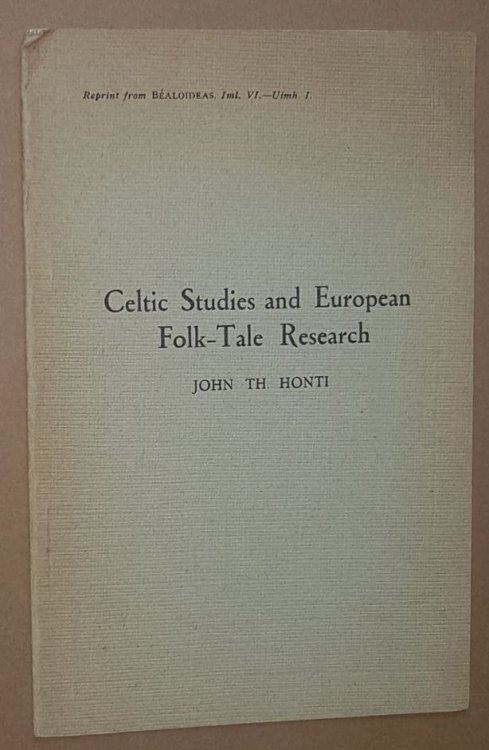 Reprint from BÉALOIDEAS, Iml. VI.—Uimh. I.
Celtic Studies and European
Folk-Tale Research
JOHN TH HONTI